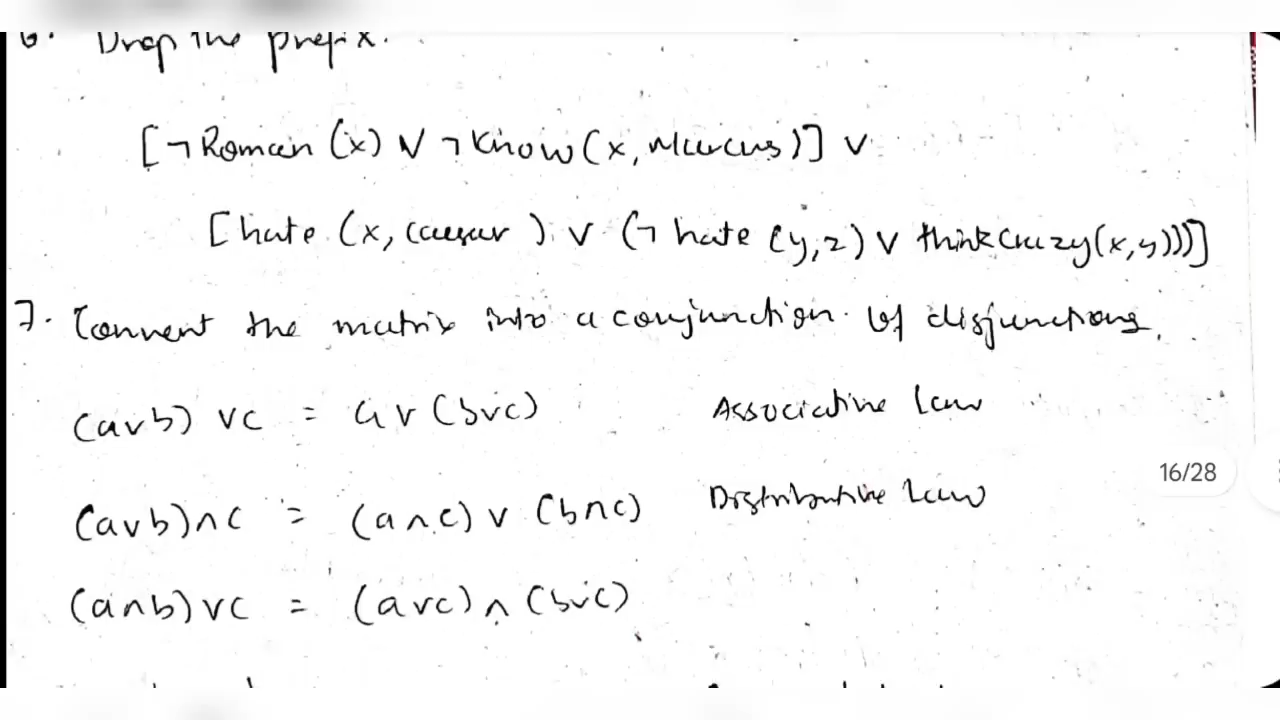 6. Drop the prefix.
[¬Roman (x) ∨ ¬Know (x, Marcus)] ∨
[hate (x, caesar) ∨ (¬ hate (y, z) ∨ thinkCrazy(x, y)))]
7. Convent the matrix into a conjunction of disjunctions.
(a∨b) ∨c = a ∨ (b∨c) Associative Law
16/28
(a∨b)∧c = (a∧c) ∨ (b∧c) Distributive Law
(a∧b)∨c = (a∨c) ∧ (b∨c)